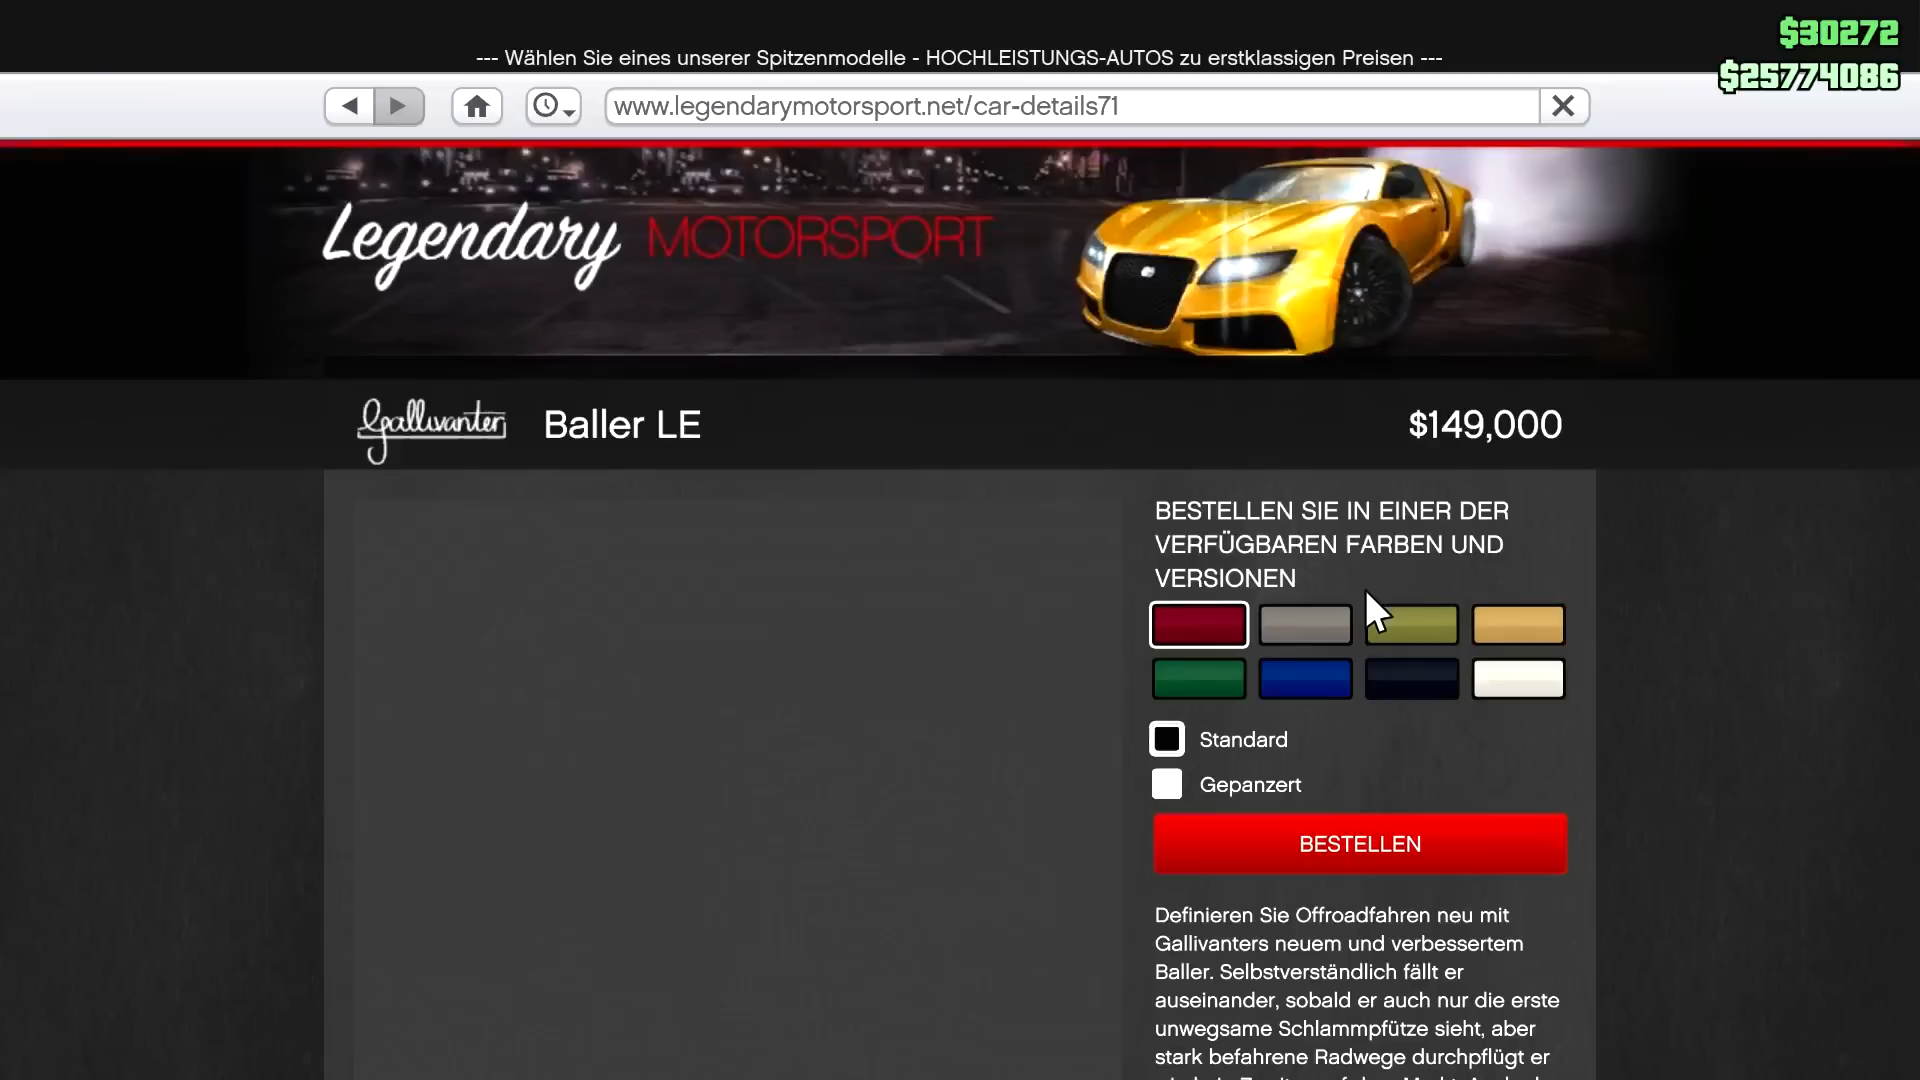 $30272
--- Wählen Sie eines unserer Spitzenmodelle - HOCHLEISTUNGS-AUTOS zu erstklassigen Preisen ---
$25774086
www.legendarymotorsport.net/car-details71
Legendary MOTORSPORT
Gallivanter Baller LE $149,000
BESTELLEN SIE IN EINER DER
VERFÜGBAREN FARBEN UND
VERSIONEN
Standard
Gepanzert
BESTELLEN
Definieren Sie Offroadfahren neu mit
Gallivanters neuem und verbessertem
Baller. Selbstverständlich fällt er
auseinander, sobald er auch nur die erste
unwegsame Schlammpfütze sieht, aber
stark befahrene Radwege durchpflügt er